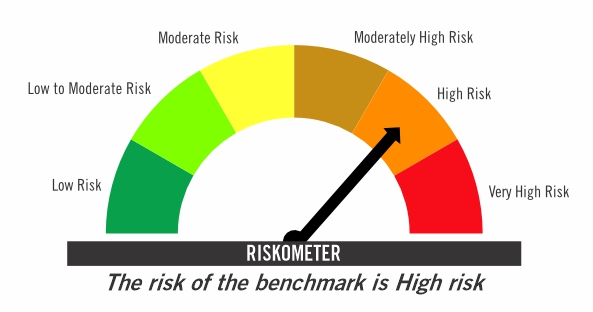 Moderate Risk
Moderately High Risk
Low to Moderate Risk
High Risk
Low Risk
Very High Risk
RISKOMETER
The risk of the benchmark is High risk